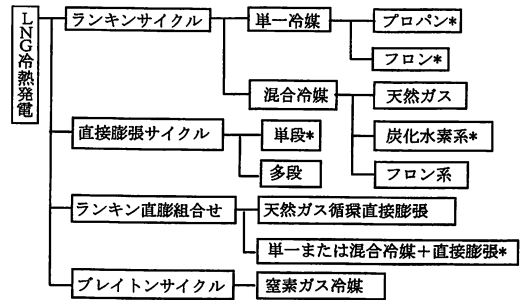 LNG冷熱発電
ランキンサイクル
単一冷媒
プロパン*
フロン*
混合冷媒
天然ガス
炭化水素系*
フロン系
直接膨張サイクル
単段*
多段
ランキン直膨組合せ
天然ガス循環直接膨張
単一または混合冷媒+直接膨張*
ブレイトンサイクル
窒素ガス冷媒